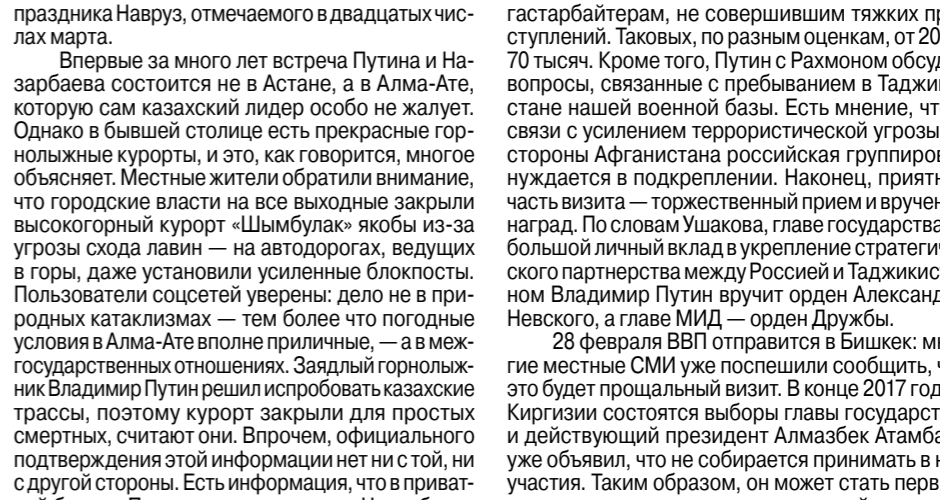 праздника Навруз, отмечаемого в двадцатых чис-
лах марта.
Впервые за много лет встреча Путина и На-
зарбаева состоится не в Астане, а в Алма-Ате,
которую сам казахский лидер особо не жалует.
Однако в бывшей столице есть прекрасные гор-
нолыжные курорты, и это, как говорится, многое
объясняет. Местные жители обратили внимание,
что городские власти на все выходные закрыли
высокогорный курорт «Шымбулак» якобы из-за
угрозы схода лавин — на автодорогах, ведущих
в горы, даже установили усиленные блокпосты.
Пользователи соцсетей уверены: дело не в при-
родных катаклизмах — тем более что погодные
условия в Алма-Ате вполне приличные, — а в меж-
государственных отношениях. Заядлый горнолыж-
ник Владимир Путин решил испробовать казахские
трассы, поэтому курорт закрыли для простых
смертных, считают они. Впрочем, официального
подтверждения этой информации нет ни с той, ни
с другой стороны. Есть информация, что в приват-
гастарбайтерам, не совершившим тяжких пр
ступлений. Таковых, по разным оценкам, от 20
70 тысяч. Кроме того, Путин с Рахмоном обсуд
вопросы, связанные с пребыванием в Таджи
стане нашей военной базы. Есть мнение, чт
связи с усилением террористической угрозы
стороны Афганистана российская группиров
нуждается в подкреплении. Наконец, приятн
часть визита — торжественный прием и вручен
наград. По словам Ушакова, главе государства
большой личный вклад в укрепление стратегич
ского партнерства между Россией и Таджикист
ном Владимир Путин вручит орден Александ
Невского, а главе МИД — орден Дружбы.
28 февраля ВВП отправится в Бишкек: мн
гие местные СМИ уже поспешили сообщить, ч
это будет прощальный визит. В конце 2017 год
Киргизии состоятся выборы главы государст
и действующий президент Алмазбек Атамба
уже объявил, что не собирается принимать в н
участия. Таким образом, он может стать перв